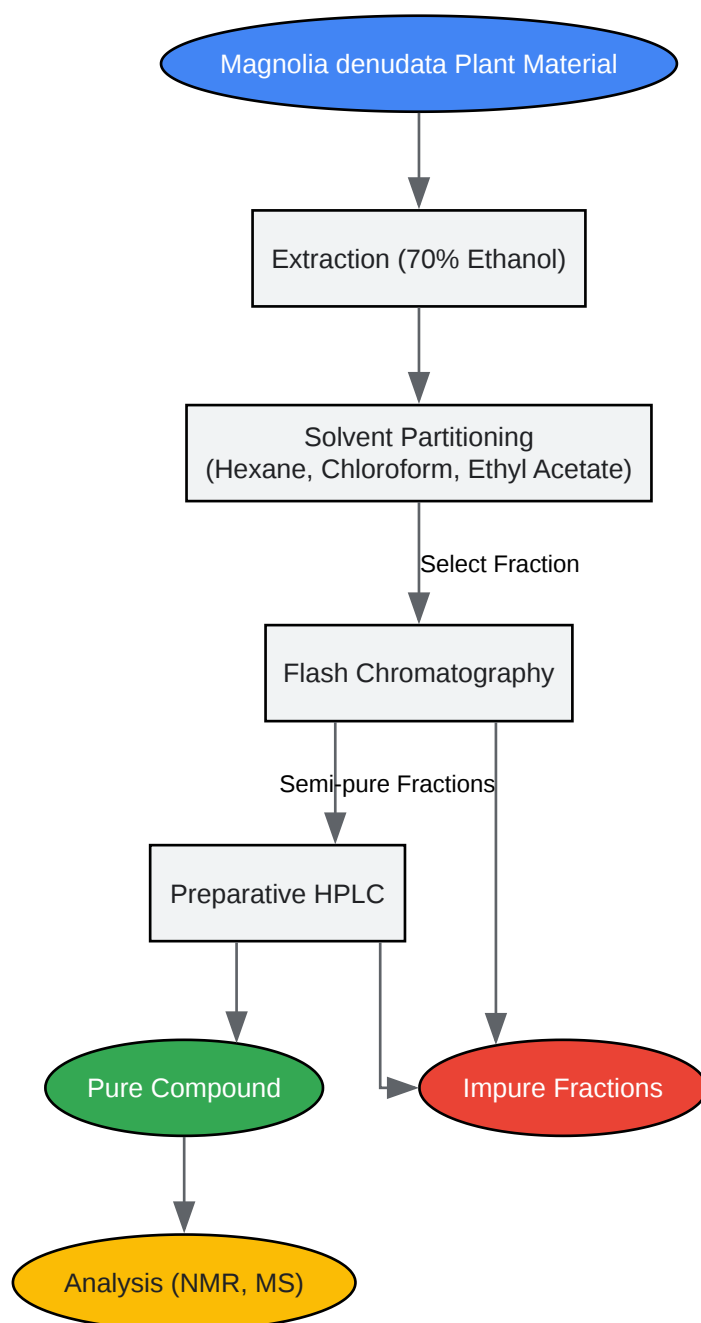 Magnolia denudata Plant Material
Extraction (70% Ethanol)
Solvent Partitioning
(Hexane, Chloroform, Ethyl Acetate)
Select Fraction
Flash Chromatography
Semi-pure Fractions
Preparative HPLC
Pure Compound
Impure Fractions
Analysis (NMR, MS)